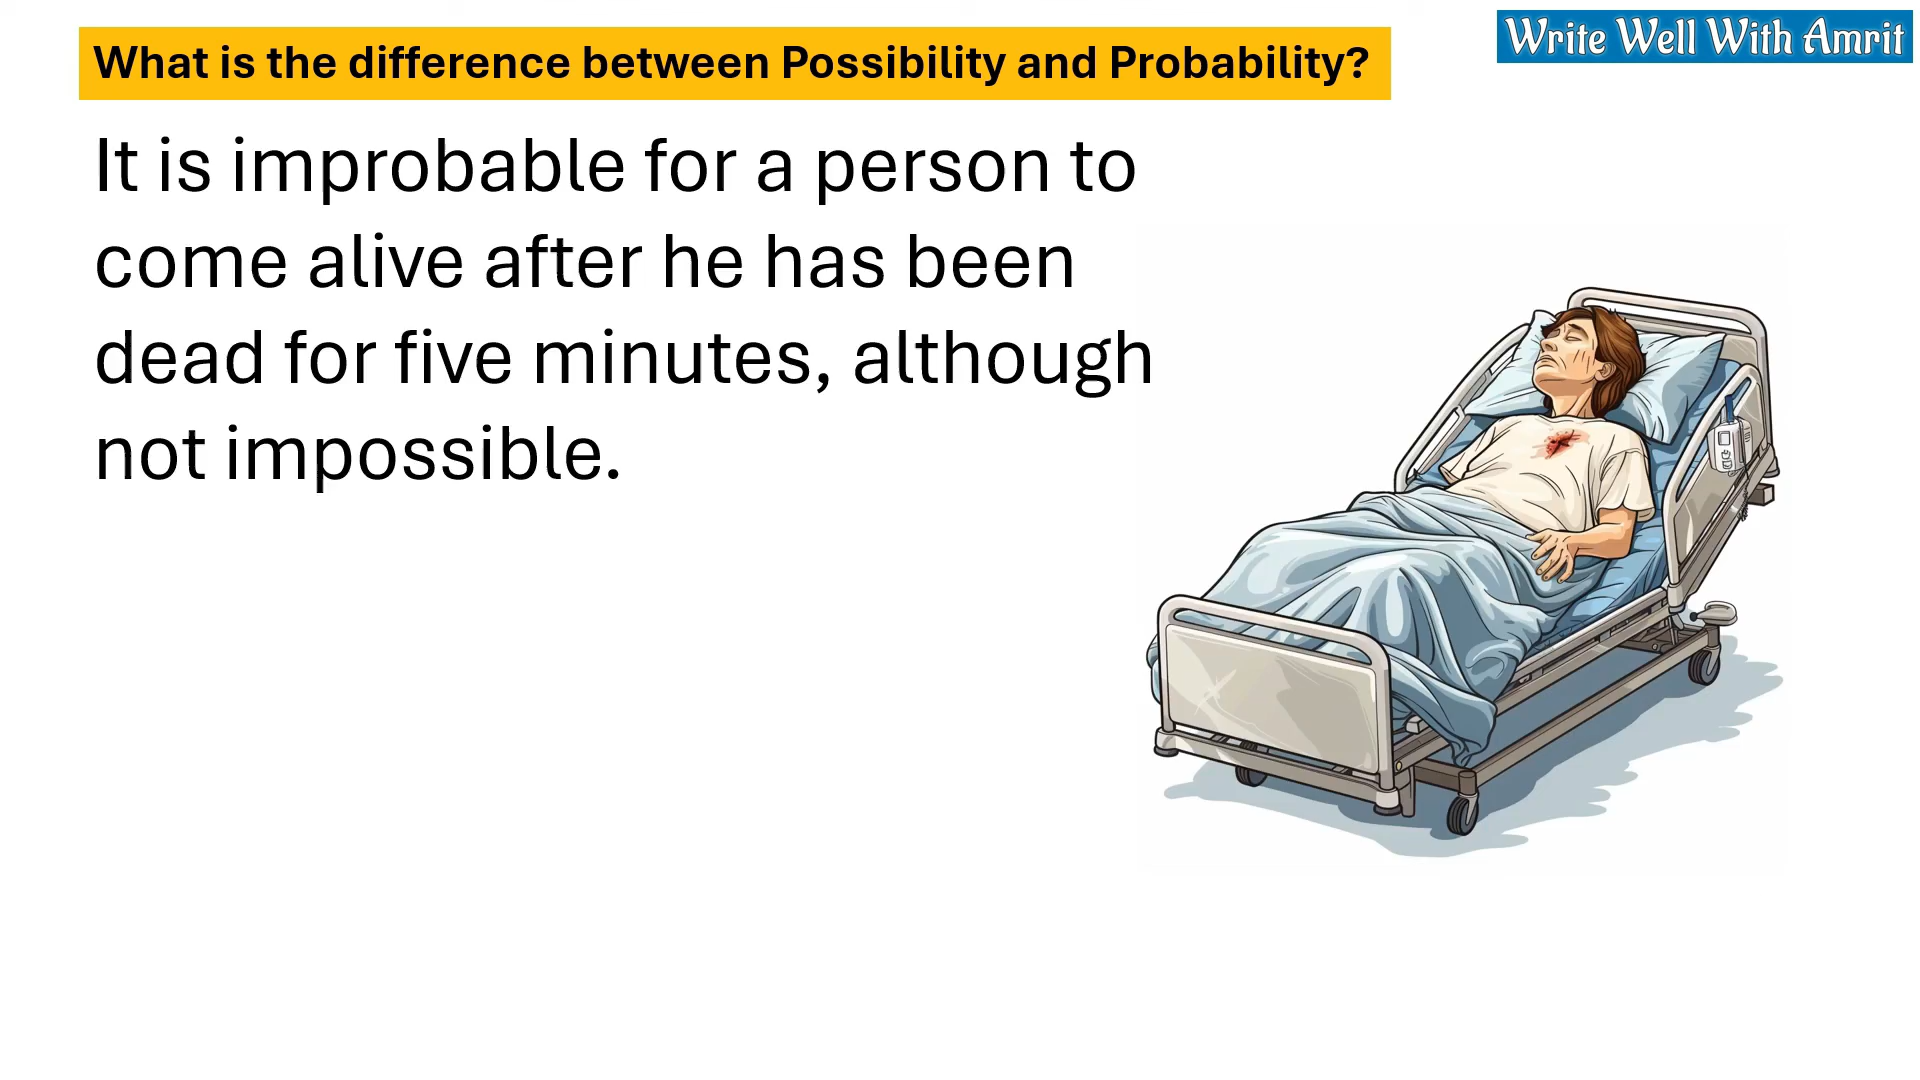 What is the difference between Possibility and Probability?
Write Well With Amrit
It is improbable for a person to
come alive after he has been
dead for five minutes, although
not impossible.